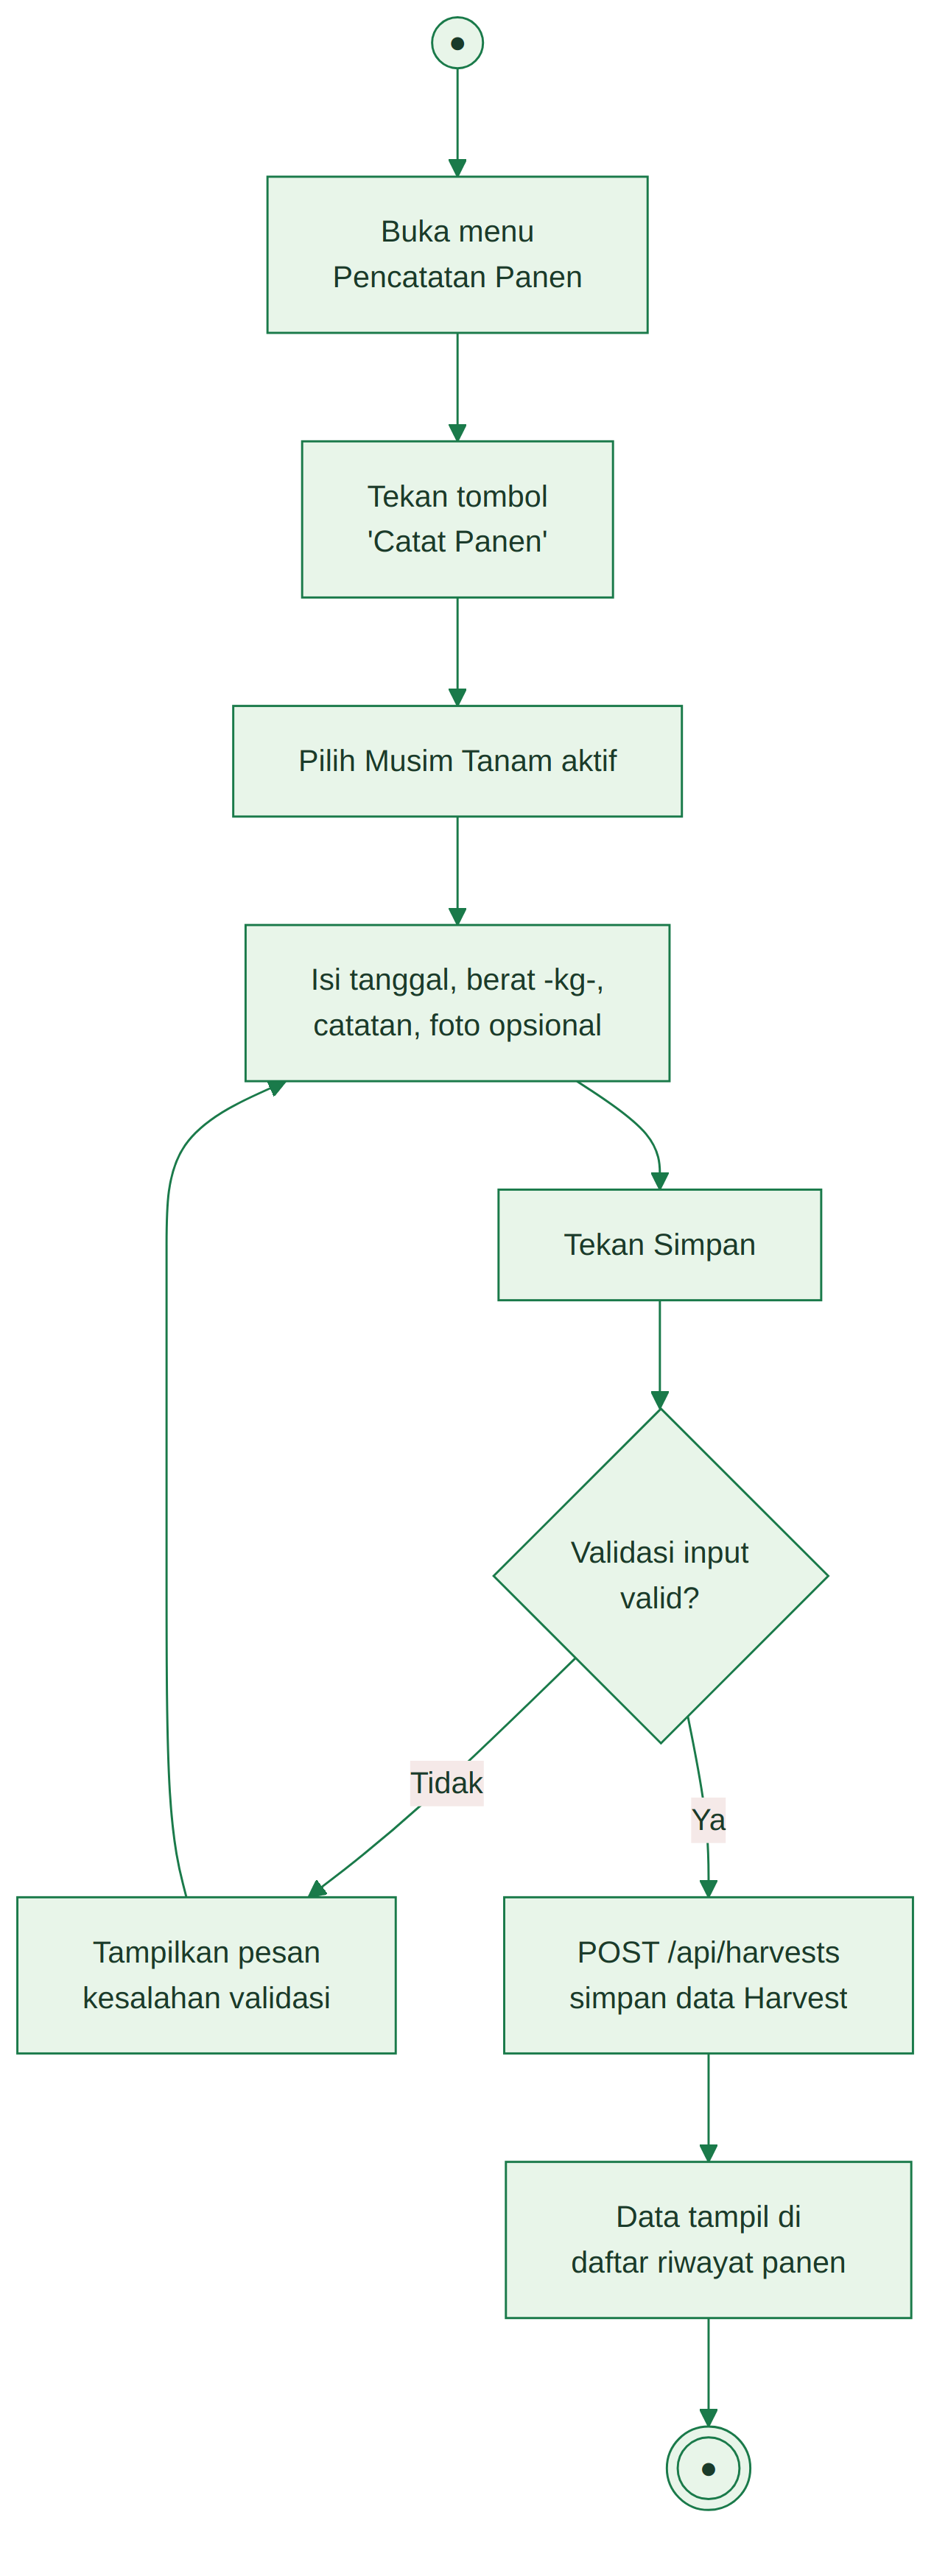 Buka menu
Pencatatan Panen
Tekan tombol
'Catat Panen'
Pilih Musim Tanam aktif
Isi tanggal, berat -kg-,
catatan, foto opsional
Tekan Simpan
Validasi input
valid?
Tidak
Ya
Tampilkan pesan
kesalahan validasi
POST /api/harvests
simpan data Harvest
Data tampil di
daftar riwayat panen